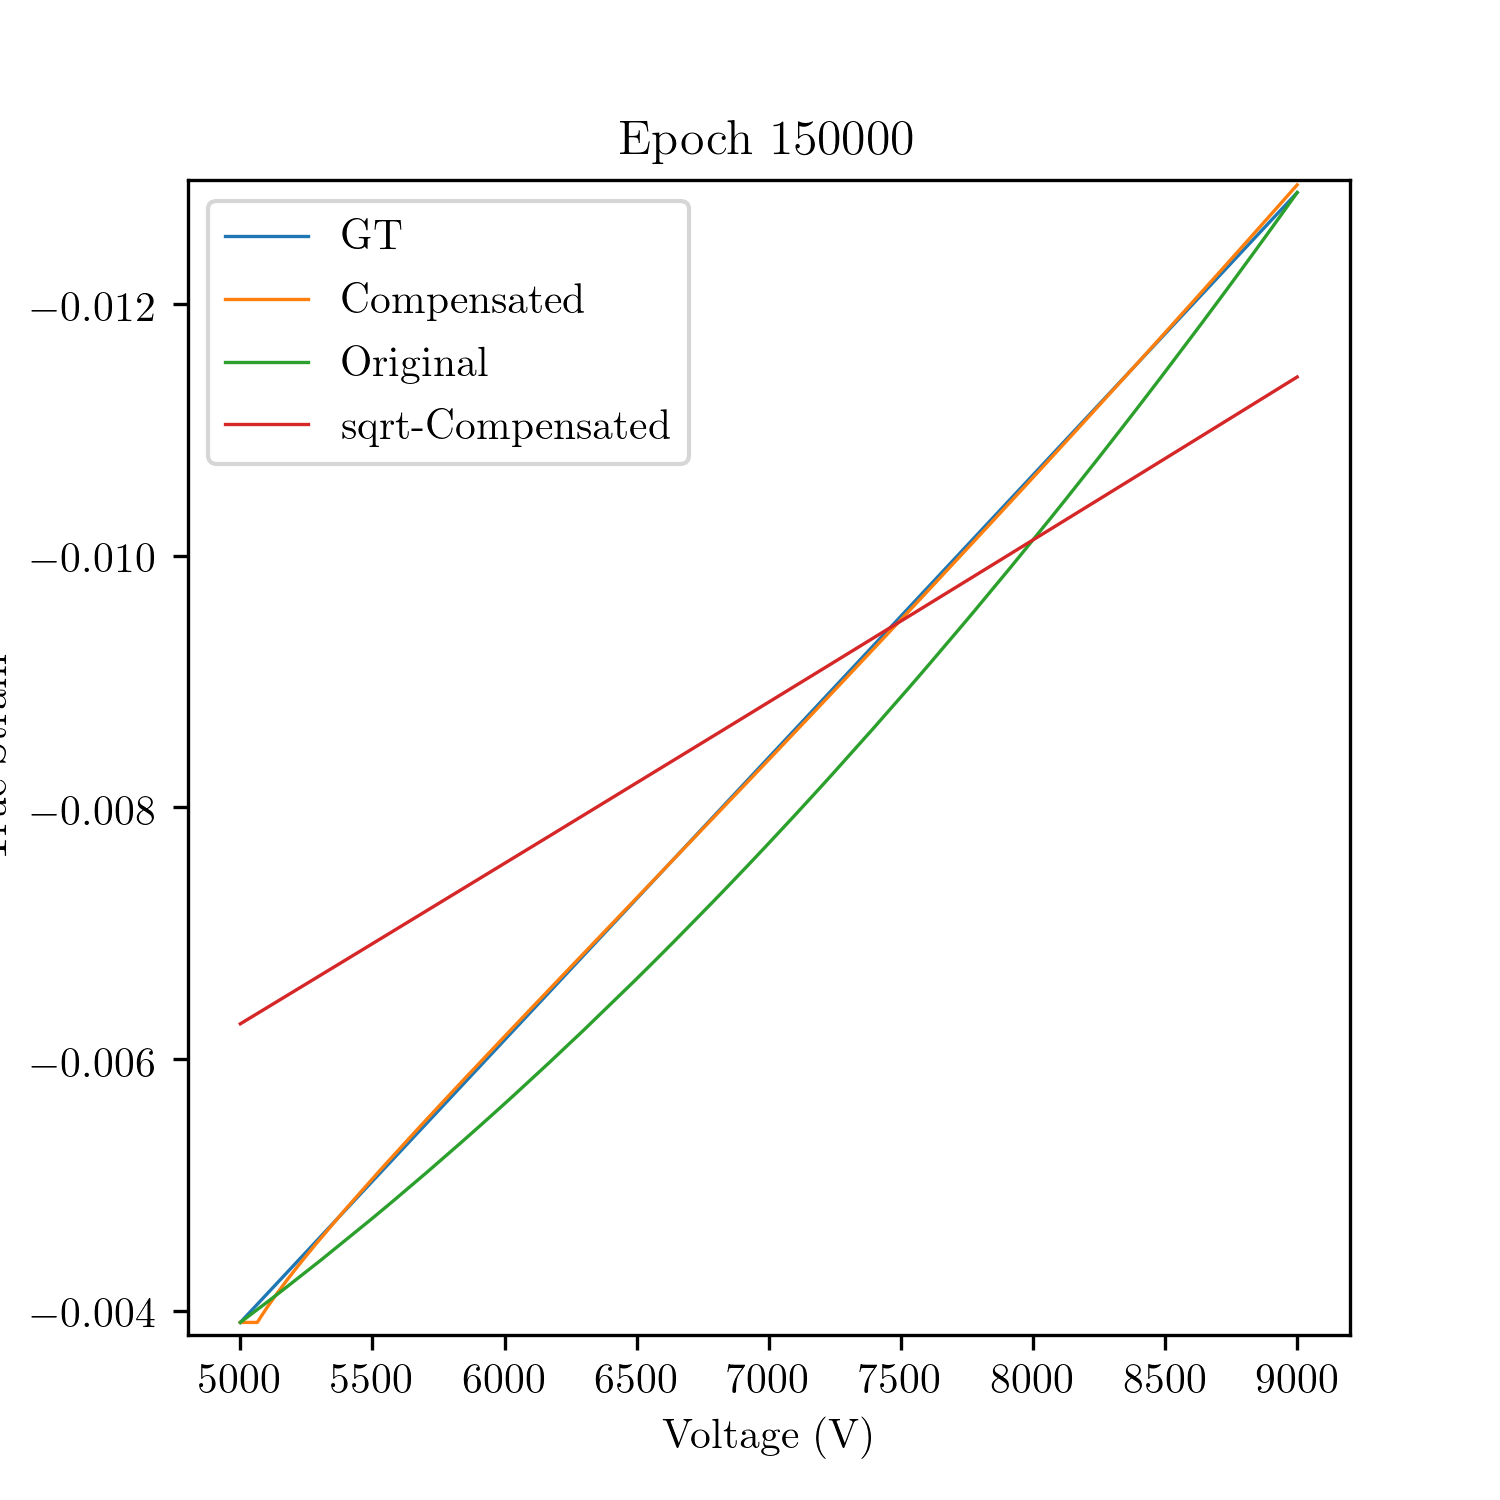 Epoch 150000
GT
Compensated
Original
sqrt-Compensated
−0.012
−0.010
−0.008
−0.006
−0.004
5000 5500 6000 6500 7000 7500 8000 8500 9000
Voltage (V)